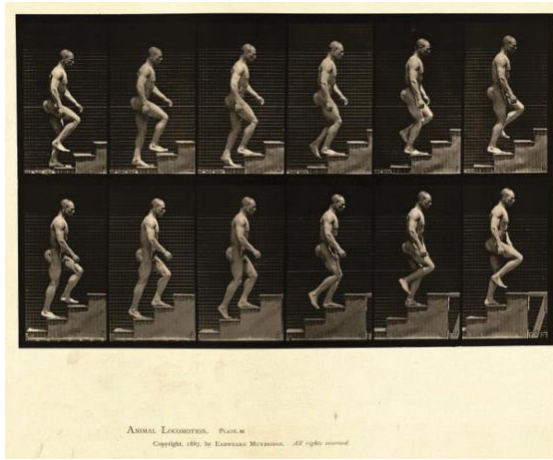 ANIMAL LOCOMOTION. PLATE
Copyright, 1887, by EADWEARD MUYBRIDGE. All rights reserved.